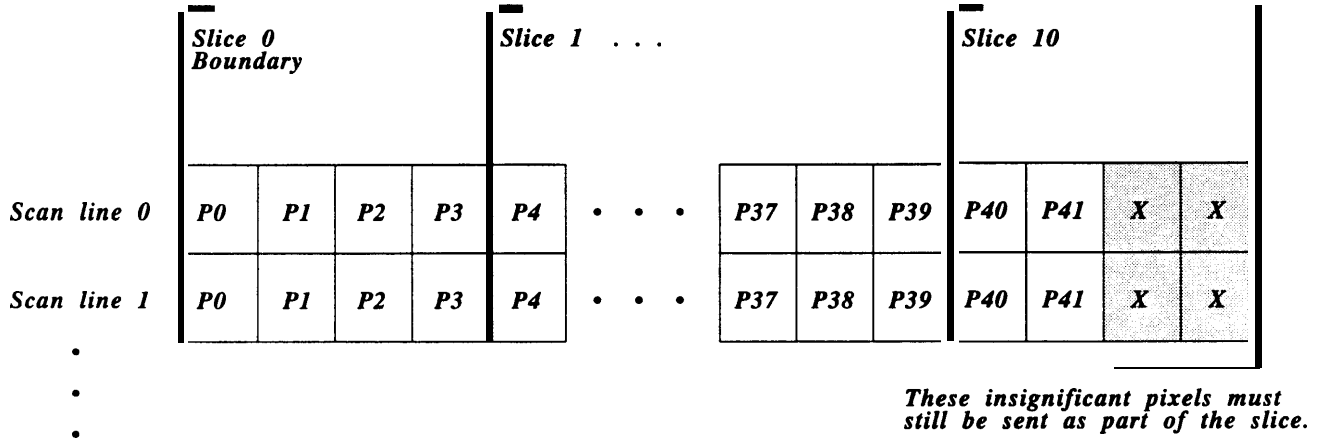 Slice 0 Boundary
Slice 1 . . .
Slice 10
Scan line 0 P0 P1 P2 P3 P4 • • • P37 P38 P39 P40 P41 X X
Scan line 1 P0 P1 P2 P3 P4 • • • P37 P38 P39 P40 P41 X X
•
•
•
These insignificant pixels must
still be sent as part of the slice.